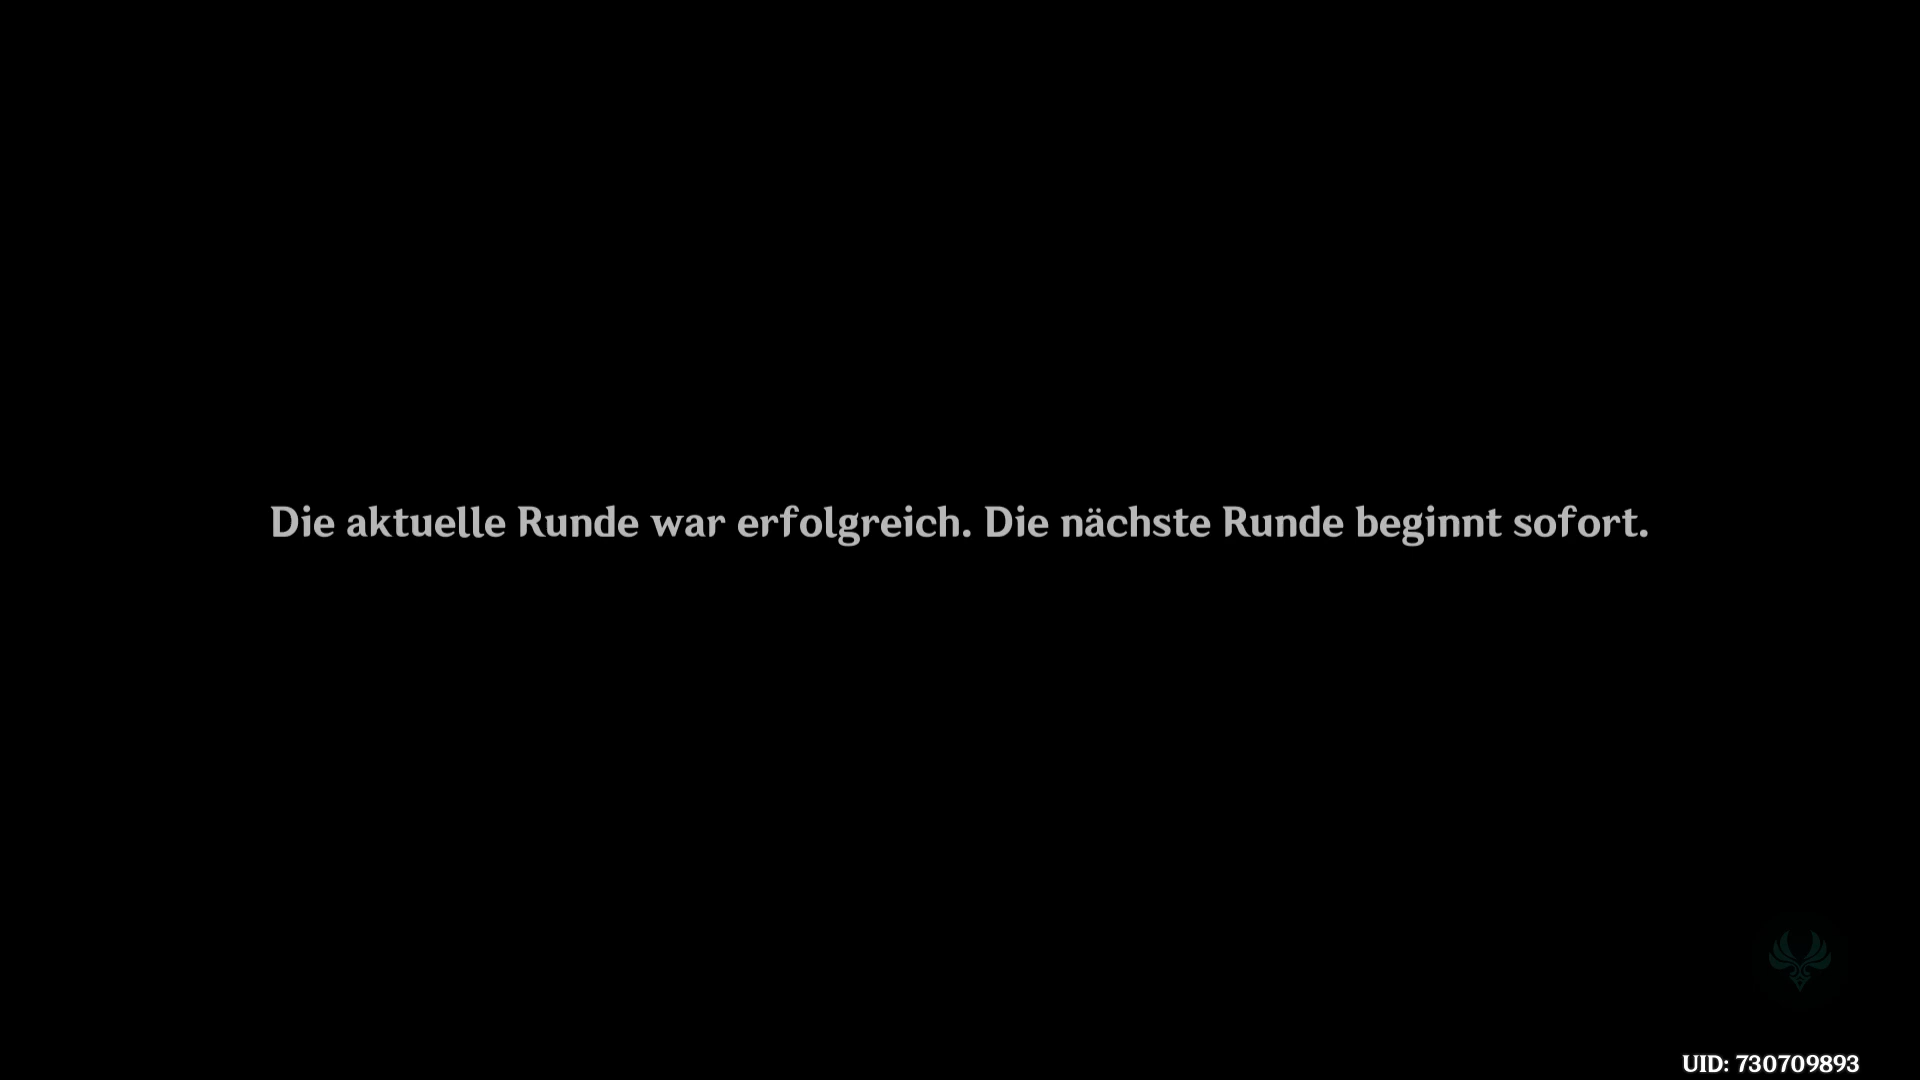 Die aktuelle Runde war erfolgreich. Die nächste Runde beginnt sofort.
UID: 730709893